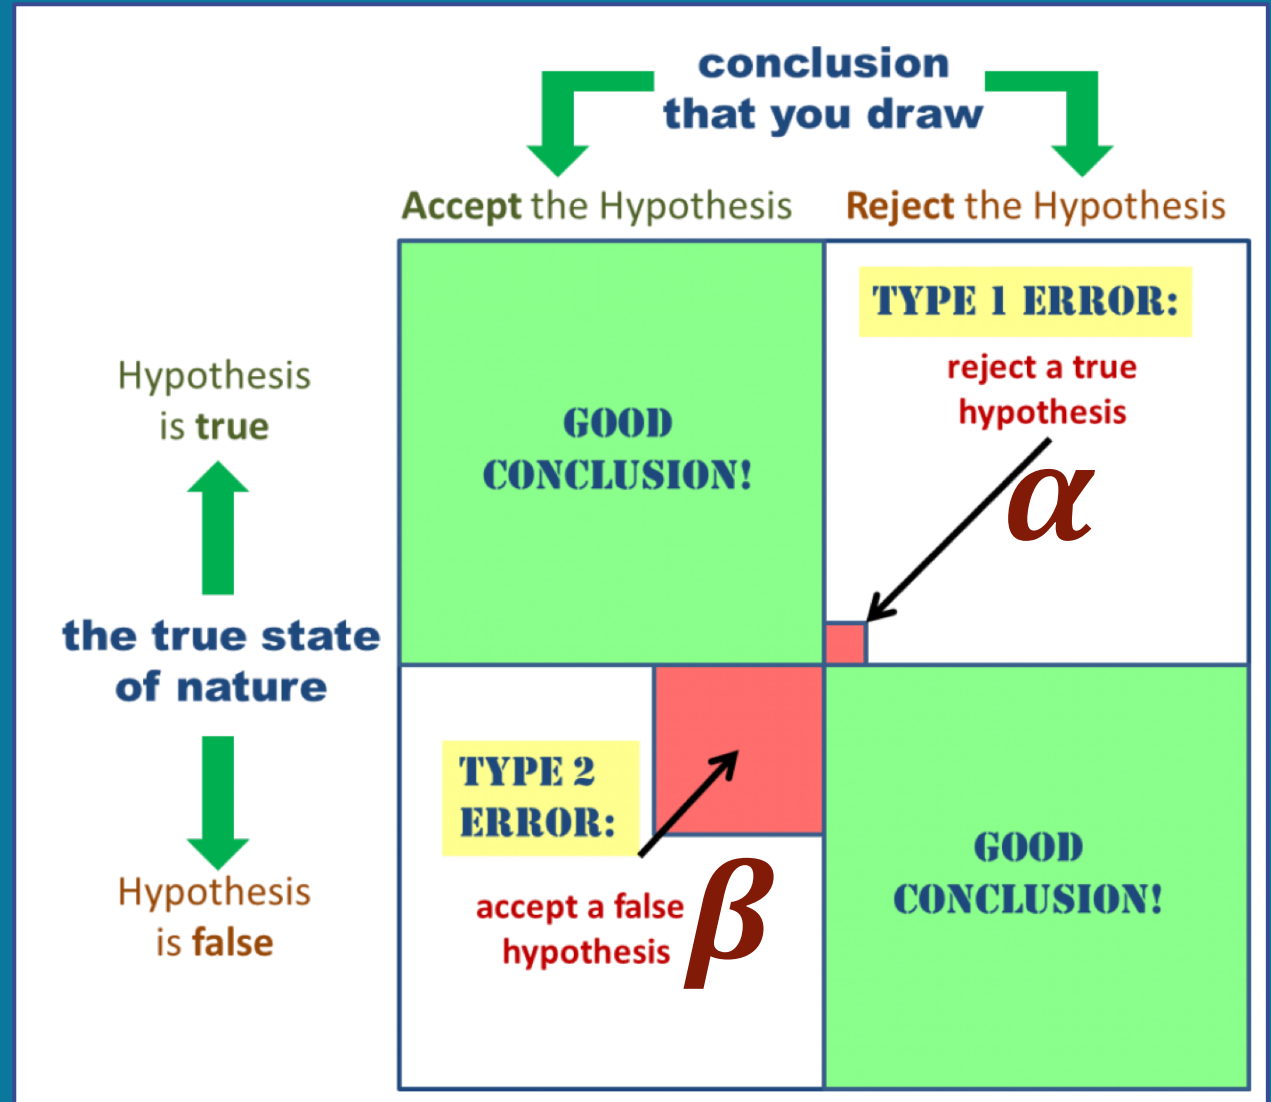 conclusion
that you draw
Accept the Hypothesis
Reject the Hypothesis
TYPE 1 ERROR:
reject a true
hypothesis
α
GOOD
CONCLUSION!
Hypothesis
is true
the true state
of nature
Hypothesis
is false
TYPE 2
ERROR:
accept a false
hypothesis
β
GOOD
CONCLUSION!